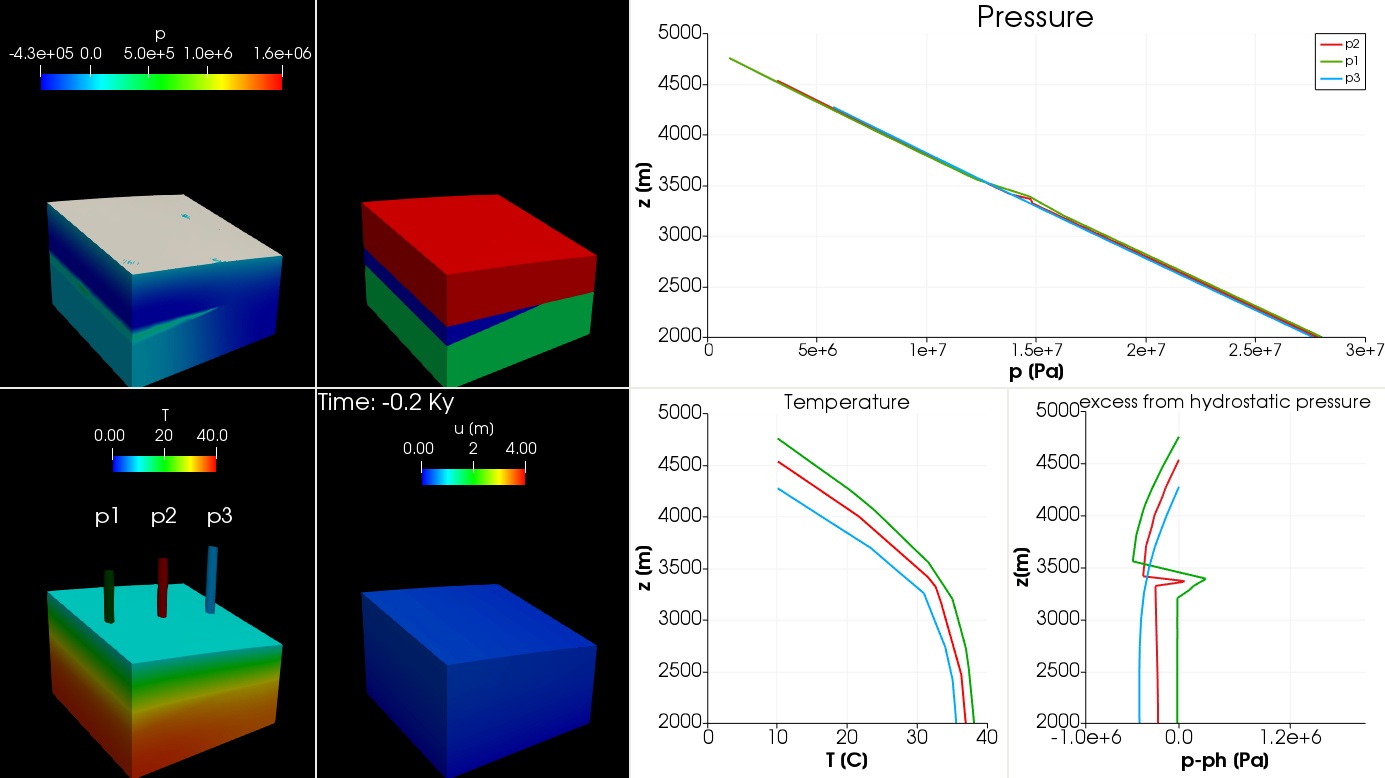 p
-4.3e+05 0.0 5.0e+5 1.0e+6 1.6e+06
Pressure
5000
4500
4000
3500
3000
2500
2000
z (m)
0 5e+6 1e+7 1.5e+7 2e+7 2.5e+7 3e+7
p (Pa)
p2
p1
p3
T
0.00 20 40.0
p1 p2 p3
Time: -0.2 Ky
u (m)
0.00 2 4.00
Temperature
5000
4500
4000
3500
3000
2500
2000
z (m)
0 10 20 30 40
T (C)
excess from hydrostatic pressure
5000
4500
4000
3500
3000
2500
2000
z(m)
-1.0e+6 0.0 1.2e+6
p-ph (Pa)